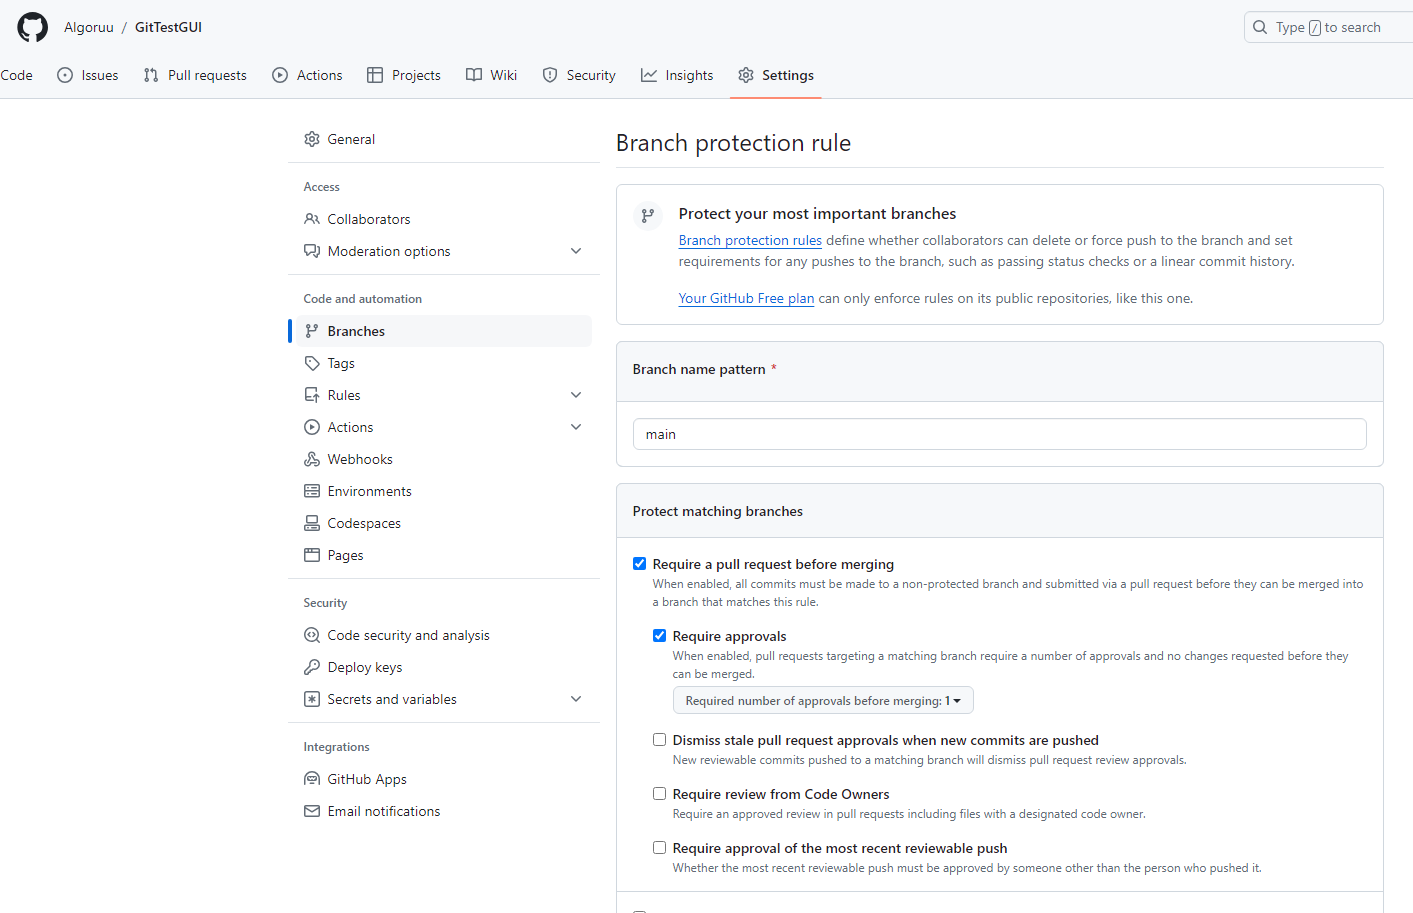 Algoruu / GitTestGUI
Type / to search
Code Issues Pull requests Actions Projects Wiki Security Insights Settings
General
Access
Collaborators
Moderation options
Code and automation
Branches
Tags
Rules
Actions
Webhooks
Environments
Codespaces
Pages
Security
Code security and analysis
Deploy keys
Secrets and variables
Integrations
GitHub Apps
Email notifications
Branch protection rule
Protect your most important branches
Branch protection rules define whether collaborators can delete or force push to the branch and set
requirements for any pushes to the branch, such as passing status checks or a linear commit history.
Your GitHub Free plan can only enforce rules on its public repositories, like this one.
Branch name pattern *
main
Protect matching branches
Require a pull request before merging
When enabled, all commits must be made to a non-protected branch and submitted via a pull request before they can be merged into
a branch that matches this rule.
Require approvals
When enabled, pull requests targeting a matching branch require a number of approvals and no changes requested before they
can be merged.
Required number of approvals before merging: 1
Dismiss stale pull request approvals when new commits are pushed
New reviewable commits pushed to a matching branch will dismiss pull request review approvals.
Require review from Code Owners
Require an approved review in pull requests including files with a designated code owner.
Require approval of the most recent reviewable push
Whether the most recent reviewable push must be approved by someone other than the person who pushed it.